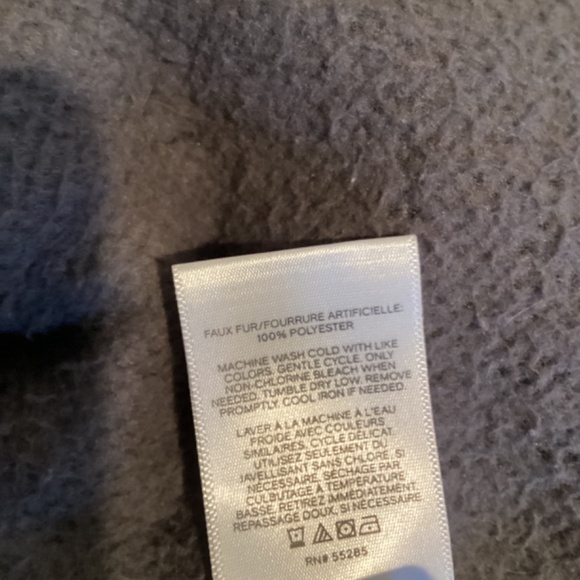 FAUX FUR/FOURRURE ARTIFICIELLE:
100% POLYESTER
MACHINE WASH COLD WITH LIKE
COLORS. GENTLE CYCLE. ONLY
NON-CHLORINE BLEACH WHEN
NEEDED. TUMBLE DRY LOW. REMOVE
PROMPTLY. COOL IRON IF NEEDED.
LAVER À LA MACHINE À L'EAU
FROIDE AVEC COULEURS
SIMILAIRES, CYCLE DÉLICAT.
UTILISEZ SEULEMENT DU
JAVELLISANT SANS CHLORE, SI
NÉCESSAIRE. SÉCHAGE PAR
CULBUTAGE À TEMPÉRATURE
BASSE. RETIREZ IMMÉDIATEMENT.
REPASSAGE DOUX, SI NÉCESSAIRE.
RN# 55285